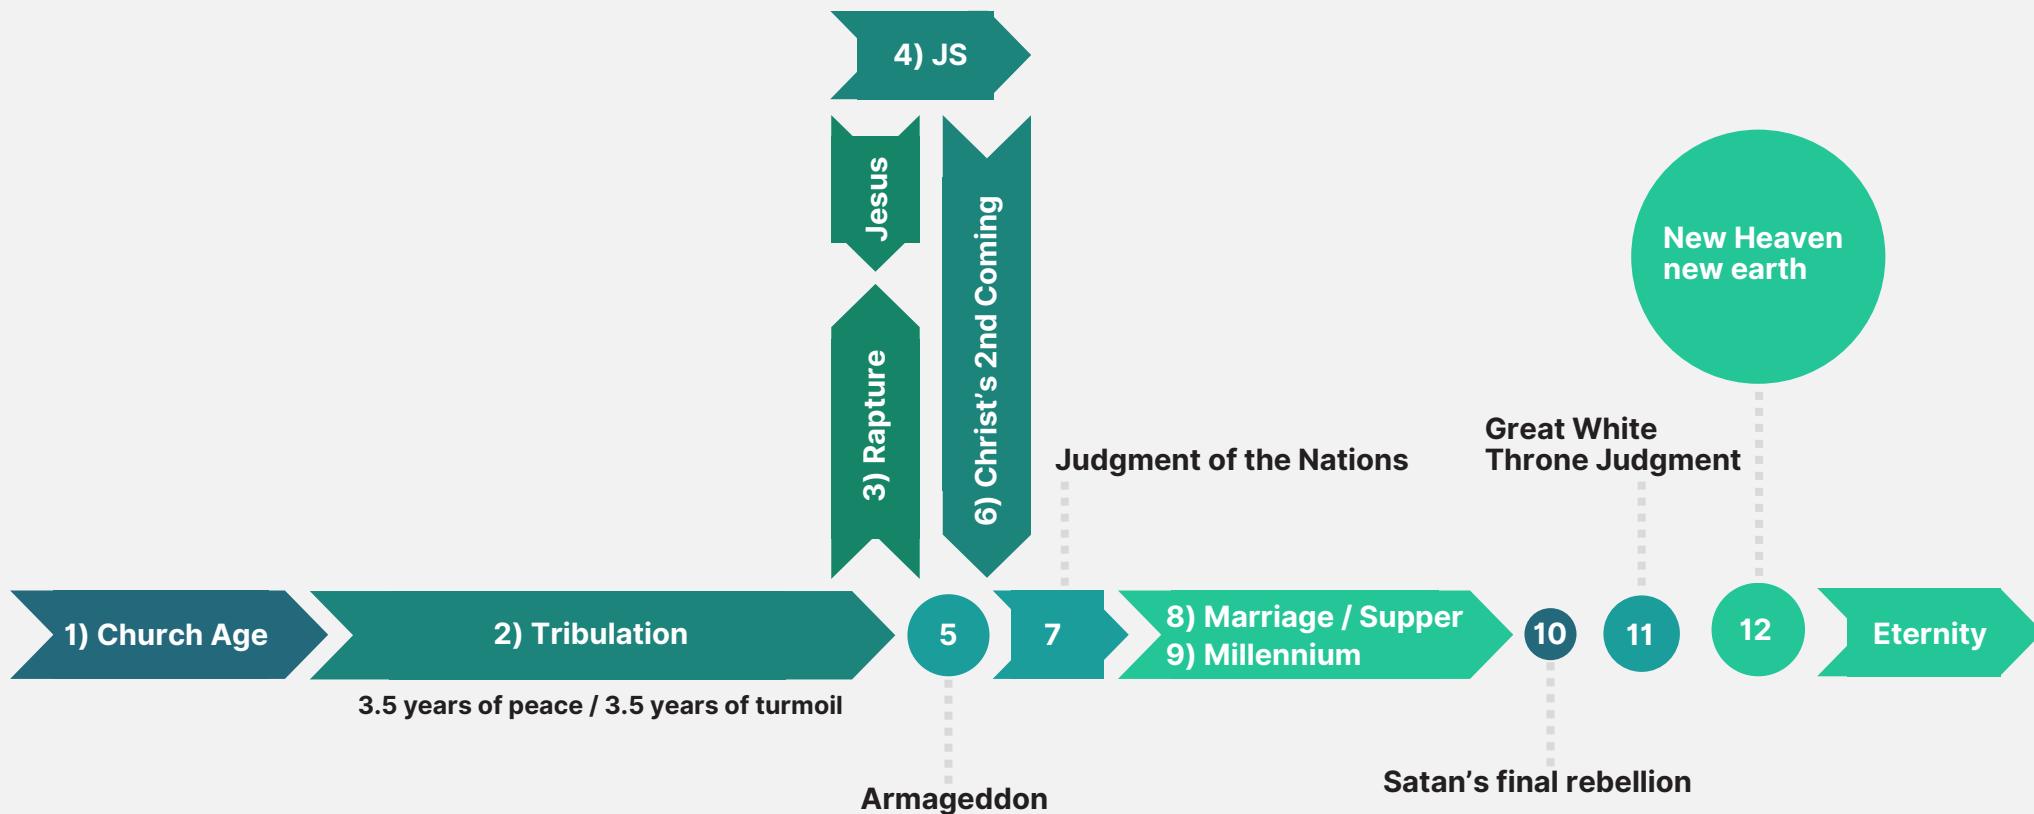 4) JS
Jesus
3) Rapture
6) Christ’s 2nd Coming
New Heaven
new earth
Judgment of the Nations
Great White
Throne Judgment
1) Church Age
2) Tribulation
5
7
8) Marriage / Supper
9) Millennium
10
11
12
Eternity
3.5 years of peace / 3.5 years of turmoil
Armageddon
Satan’s final rebellion